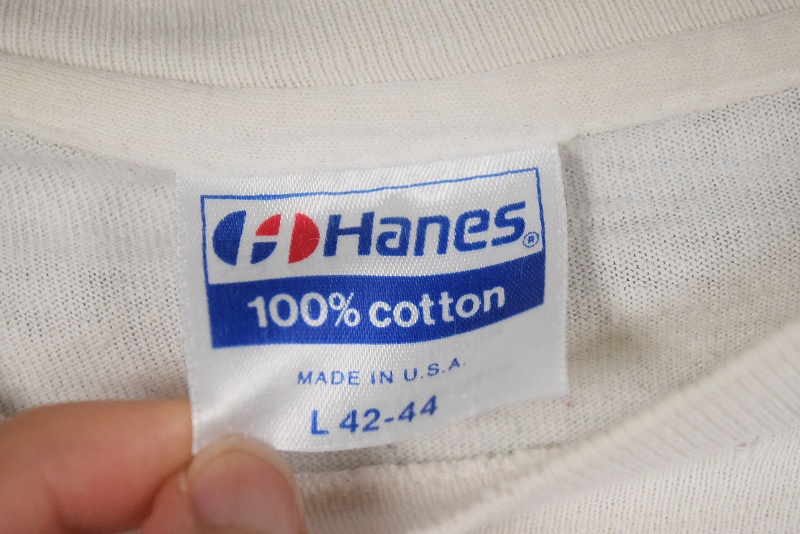 Hanes®
100% cotton
MADE IN U.S.A.
L 42-44